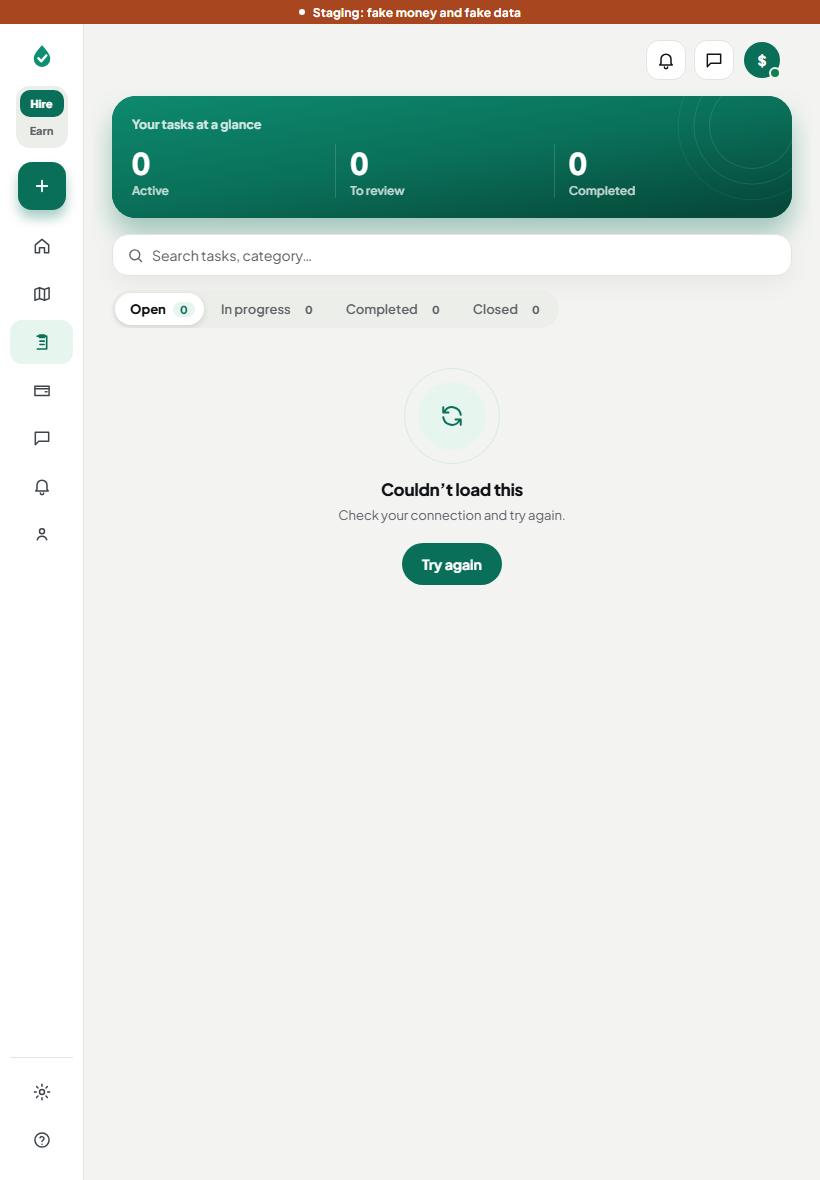 Staging: fake money and fake data
Hire
Earn
$
Your tasks at a glance
0 0 0
Active To review Completed
Search tasks, category…
Open 0 In progress 0 Completed 0 Closed 0
Couldn’t load this
Check your connection and try again.
Try again